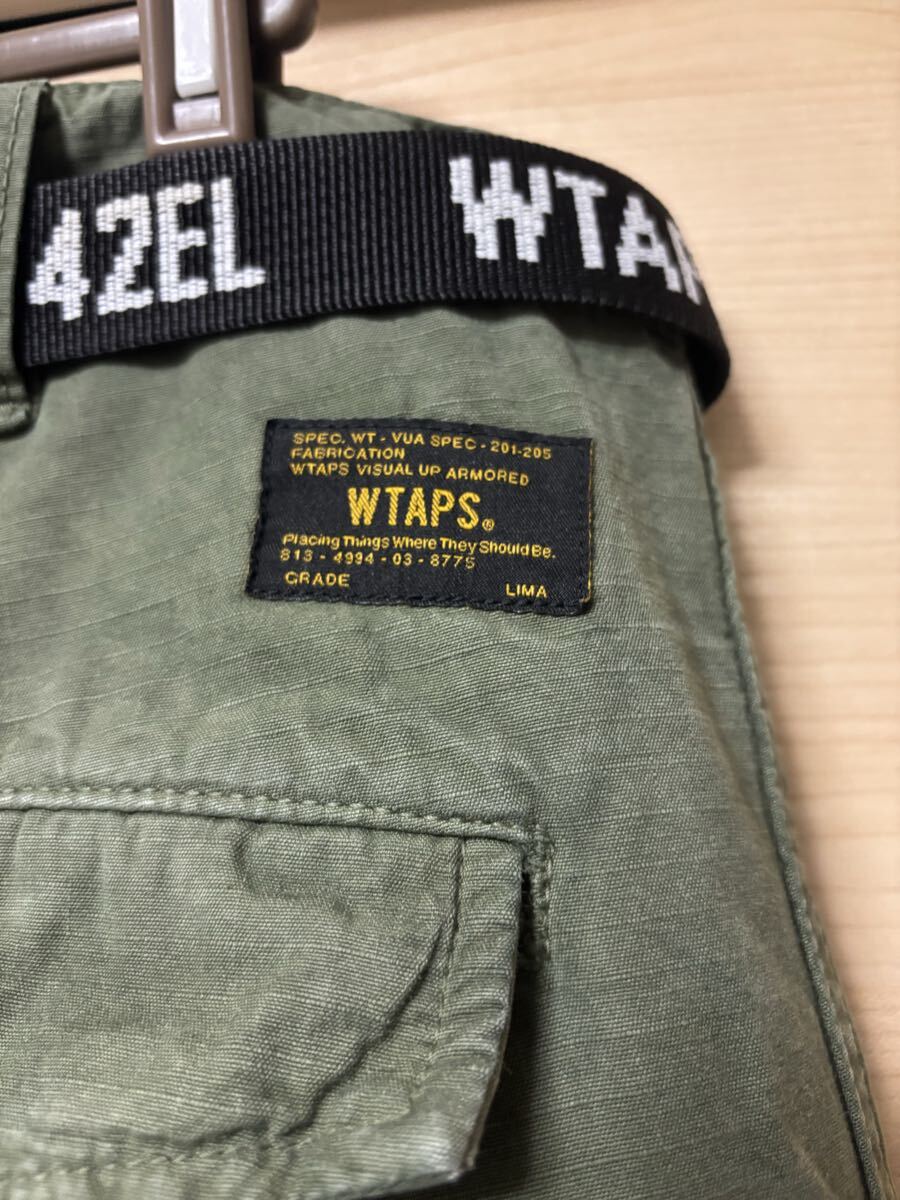 42EL WTAPS
SPEC. WT - VUA SPEC - 201-205
FABRICATION
WTAPS VISUAL UP ARMORED
WTAPS®
Placing Things Where They Should Be.
813 - 4994 - 03 - 8775
GRADE LIMA